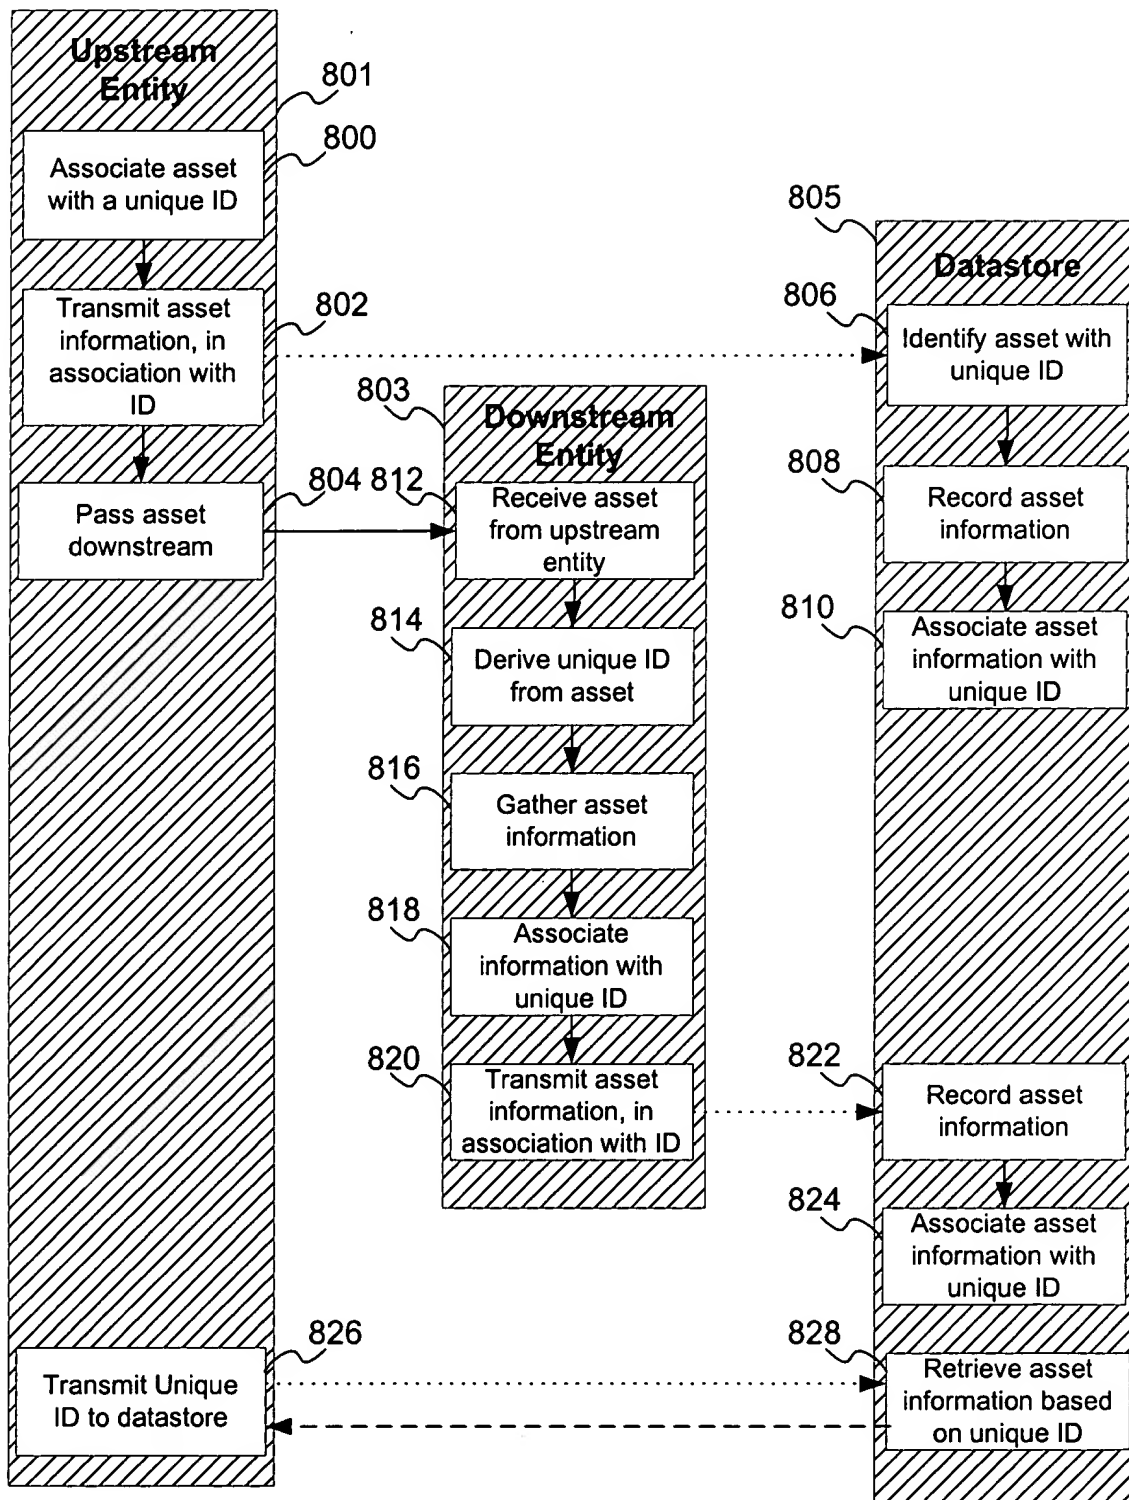 Upstream
Entity
801
800
Associate asset
with a unique ID
802
Transmit asset
information, in
association with
ID
804
Pass asset
downstream
826
Transmit Unique
ID to datastore
803
Downstream
Entity
812
Receive asset
from upstream
entity
814
Derive unique ID
from asset
816
Gather asset
information
818
Associate
information with
unique ID
820
Transmit asset
information, in
association with ID
805
Datastore
806
Identify asset with
unique ID
808
Record asset
information
810
Associate asset
information with
unique ID
822
Record asset
information
824
Associate asset
information with
unique ID
828
Retrieve asset
information based
on unique ID